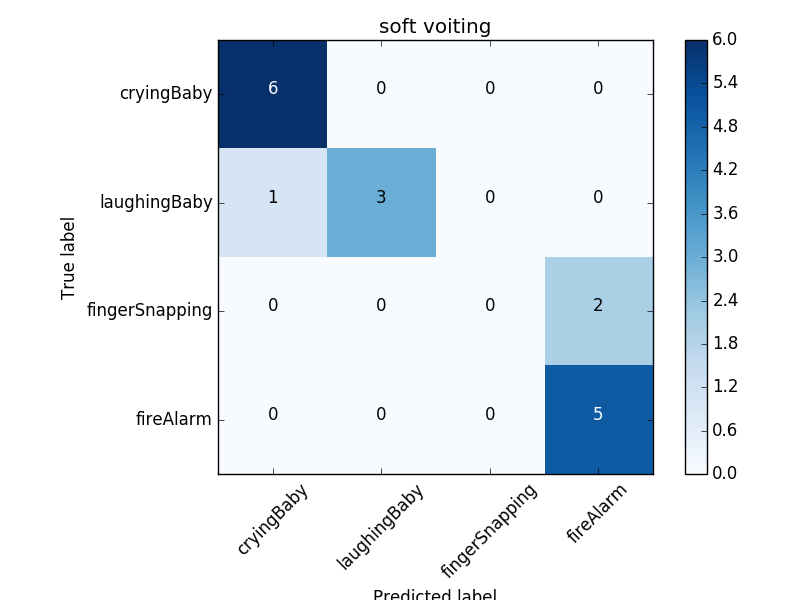 soft voiting
True label
cryingBaby
6 0 0 0
laughingBaby
1 3 0 0
fingerSnapping
0 0 0 2
fireAlarm
0 0 0 5
cryingBaby laughingBaby fingerSnapping fireAlarm
Predicted label
6.0
5.4
4.8
4.2
3.6
3.0
2.4
1.8
1.2
0.6
0.0